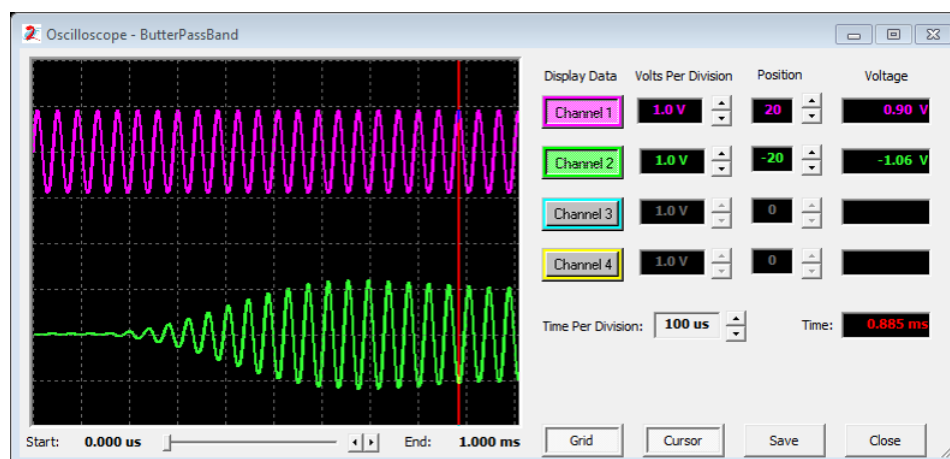 Oscilloscope - ButterPassBand
Display Data Volts Per Division Position Voltage
Channel 1 1.0 V 20 0.90 V
Channel 2 1.0 V -20 -1.06 V
Channel 3 1.0 V 0
Channel 4 1.0 V 0
Time Per Division: 100 us Time: 0.885 ms
Start: 0.000 us End: 1.000 ms Grid Cursor Save Close